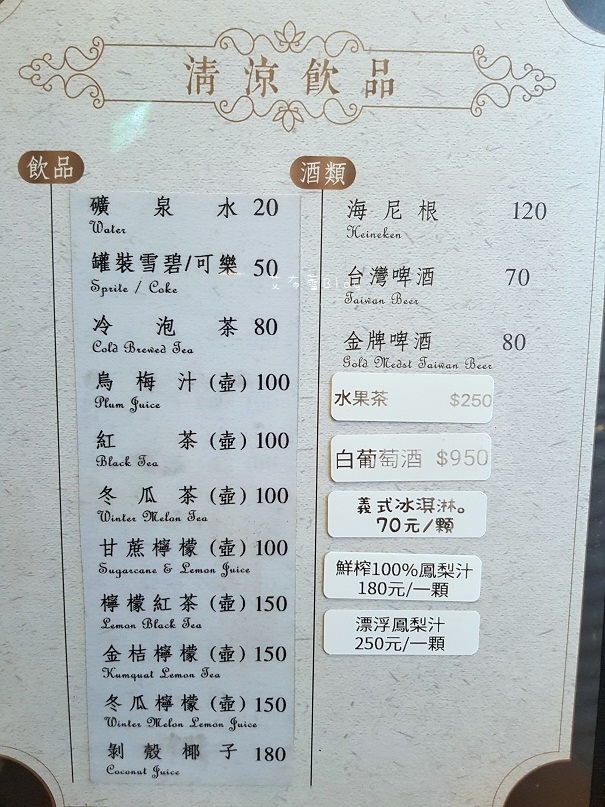 清涼飲品
飲品
礦泉水 20
Water
罐裝雪碧/可樂 50
Sprite / Coke
冷泡茶 80
Cold Brewed Tea
烏梅汁(壺) 100
Plum Juice
紅茶(壺) 100
Black Tea
冬瓜茶(壺) 100
Winter Melon Tea
甘蔗檸檬(壺) 100
Sugarcane & Lemon Juice
檸檬紅茶(壺) 150
Lemon Black Tea
金桔檸檬(壺) 150
Kumquat Lemon Tea
冬瓜檸檬(壺) 150
Winter Melon Lemon Juice
剝殼椰子 180
Coconut Juice
酒類
海尼根 120
Heineken
台灣啤酒 70
Taiwan Beer
金牌啤酒 80
Gold Medst Taiwan Beer
水果茶 $250
白葡萄酒 $950
義式冰淇淋。
70元/顆
鮮榨100%鳳梨汁
180元/一顆
漂浮鳳梨汁
250元/一顆